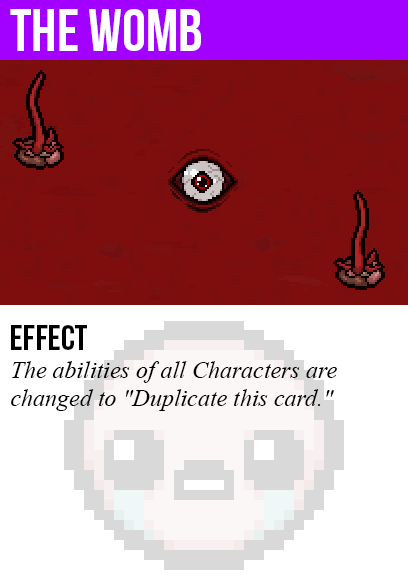 THE WOMB
EFFECT
The abilities of all Characters are
changed to "Duplicate this card."